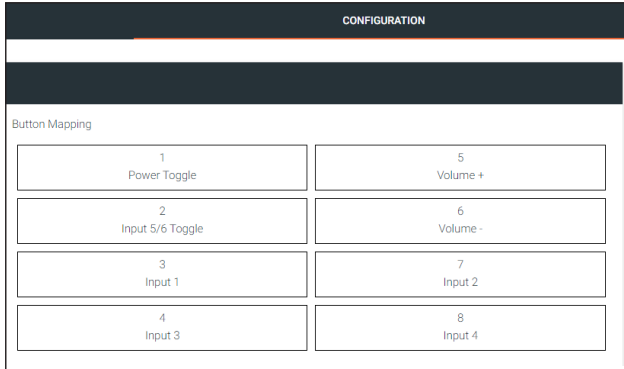 CONFIGURATION
Button Mapping
1
Power Toggle
5
Volume +
2
Input 5/6 Toggle
6
Volume -
3
Input 1
7
Input 2
4
Input 3
8
Input 4